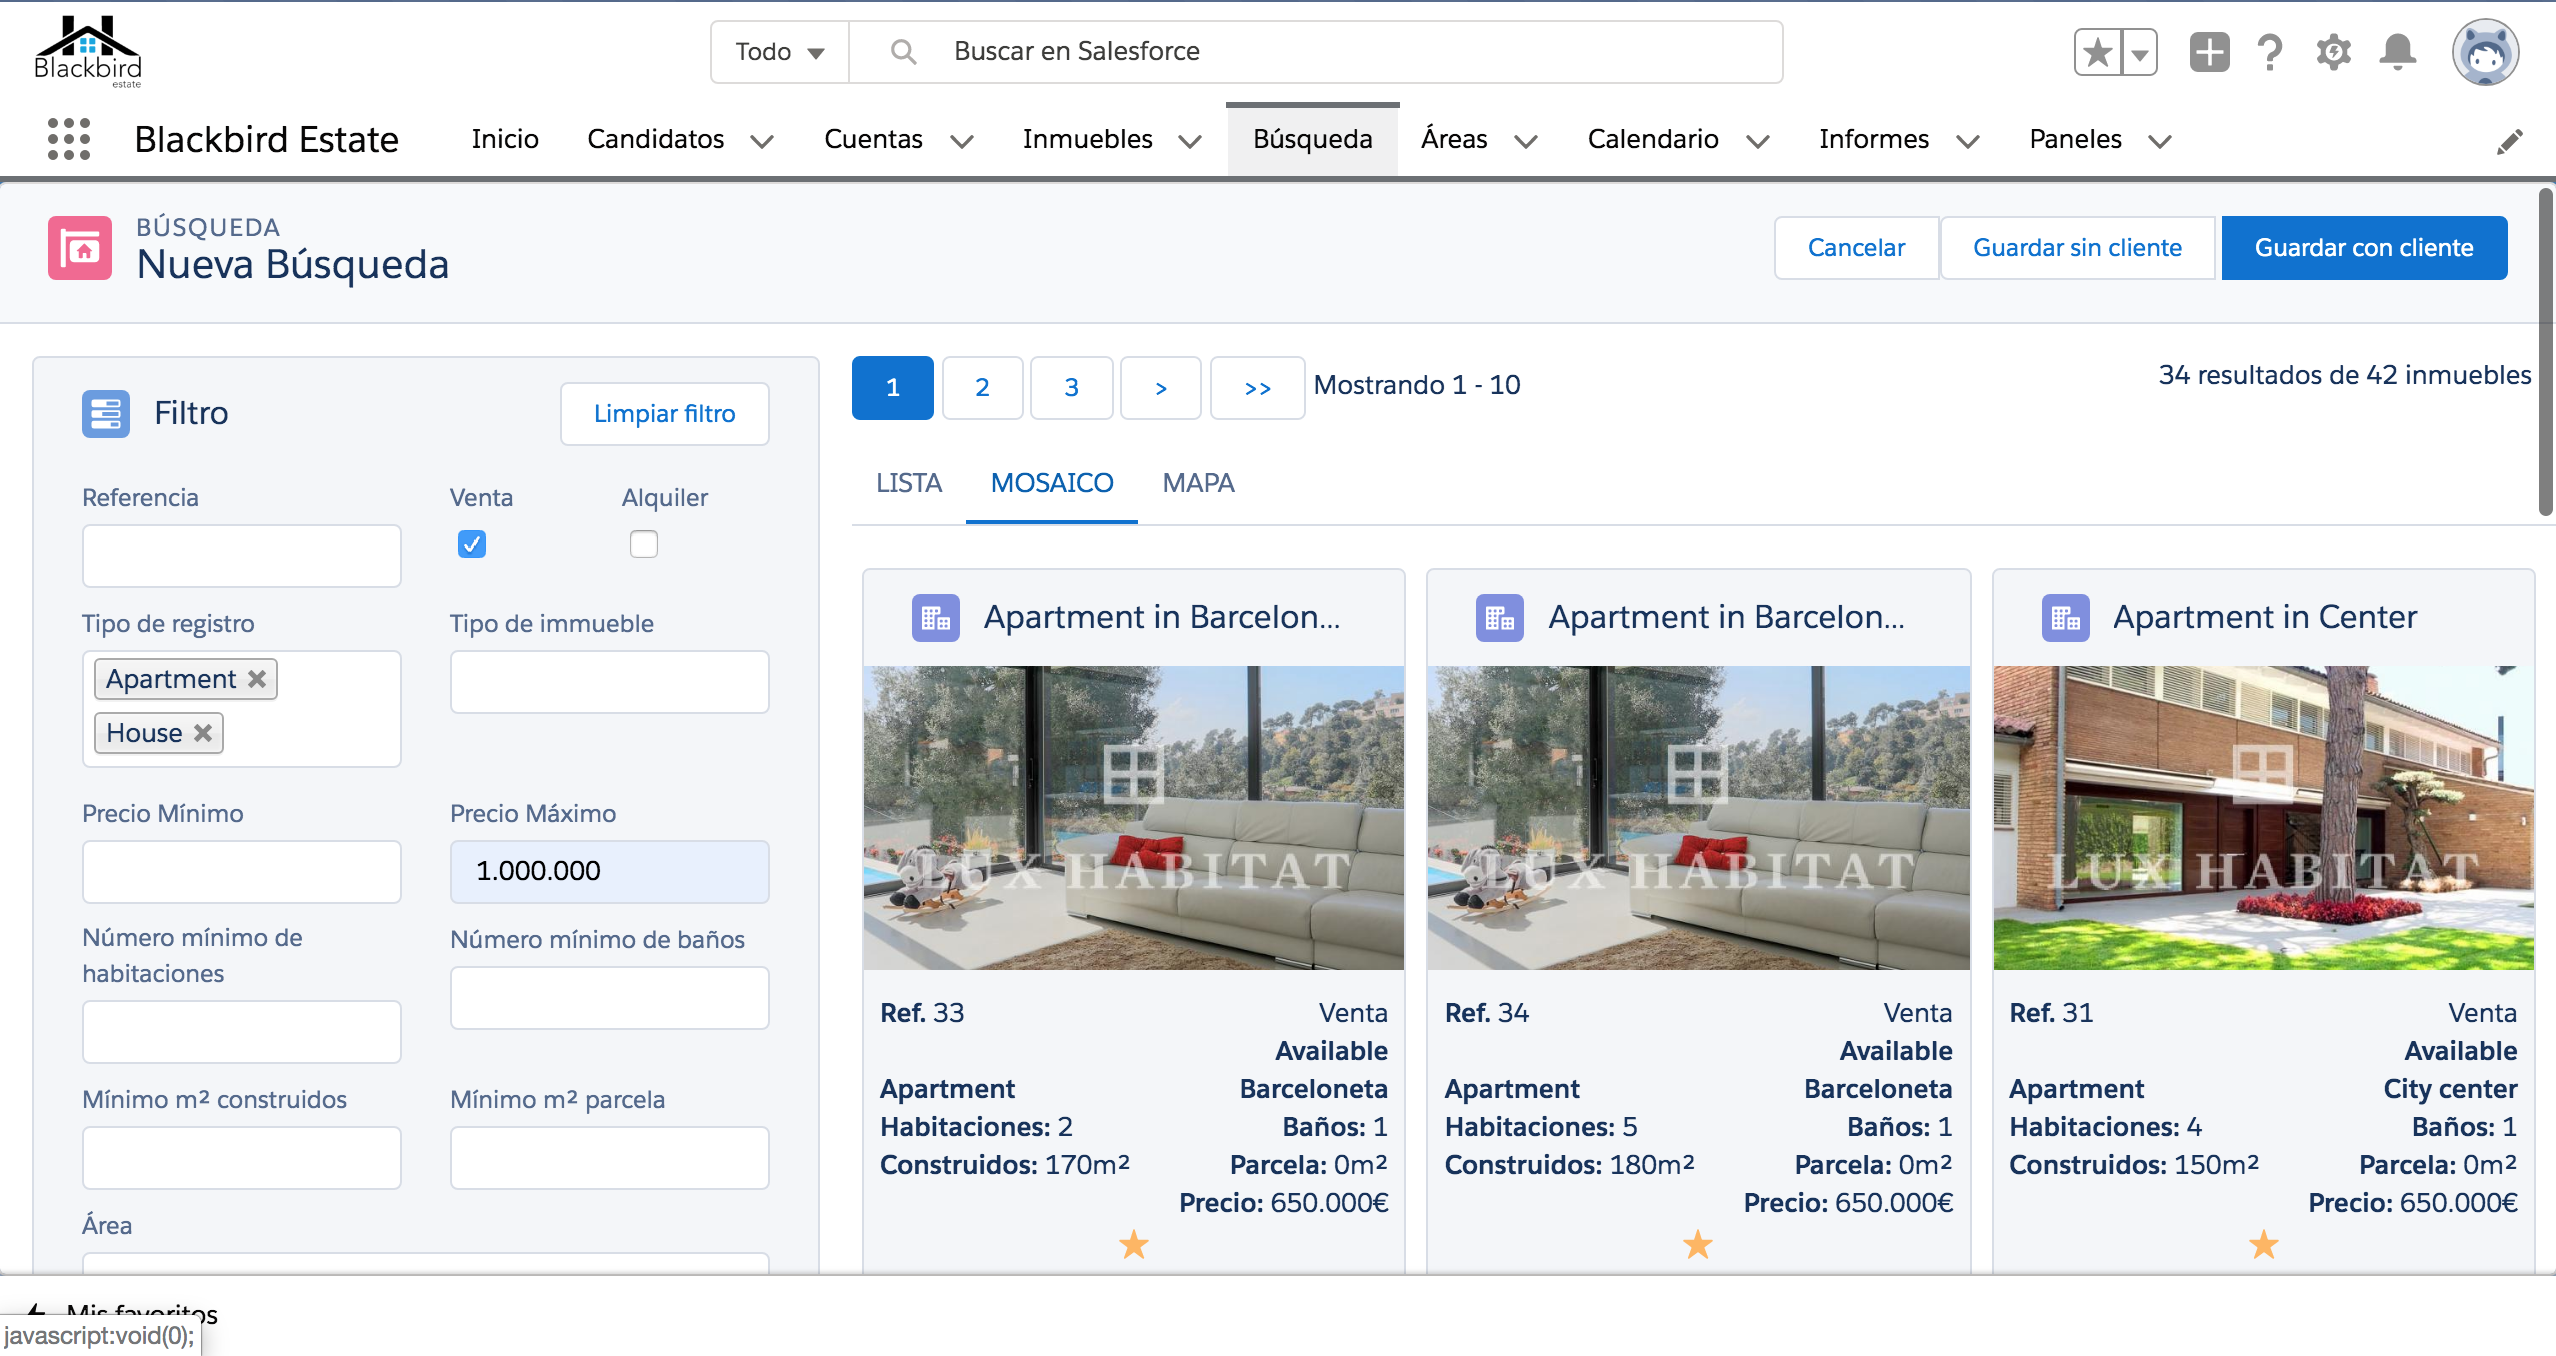 Blackbird
estate
Todo
Buscar en Salesforce
Blackbird Estate
Inicio
Candidatos
Cuentas
Inmuebles
Búsqueda
Áreas
Calendario
Informes
Paneles
BÚSQUEDA
Nueva Búsqueda
Cancelar
Guardar sin cliente
Guardar con cliente
Filtro
Limpiar filtro
Referencia
Venta
Alquiler
Tipo de registro
Apartment
House
Tipo de immueble
Precio Mínimo
Precio Máximo
1.000.000
Número mínimo de
habitaciones
Número mínimo de baños
Mínimo m² construidos
Mínimo m² parcela
Área
1
2
3
>
>>
Mostrando 1 - 10
34 resultados de 42 inmuebles
LISTA
MOSAICO
MAPA
Apartment in Barcelon...
LUX HABITAT
Ref. 33
Venta
Available
Apartment
Barceloneta
Habitaciones: 2
Baños: 1
Construidos: 170m²
Parcela: 0m²
Precio: 650.000€
Apartment in Barcelon...
LUX HABITAT
Ref. 34
Venta
Available
Apartment
Barceloneta
Habitaciones: 5
Baños: 1
Construidos: 180m²
Parcela: 0m²
Precio: 650.000€
Apartment in Center
LUX HABITAT
Ref. 31
Venta
Available
Apartment
City center
Habitaciones: 4
Baños: 1
Construidos: 150m²
Parcela: 0m²
Precio: 650.000€
Mis favoritos
javascript:void(0);